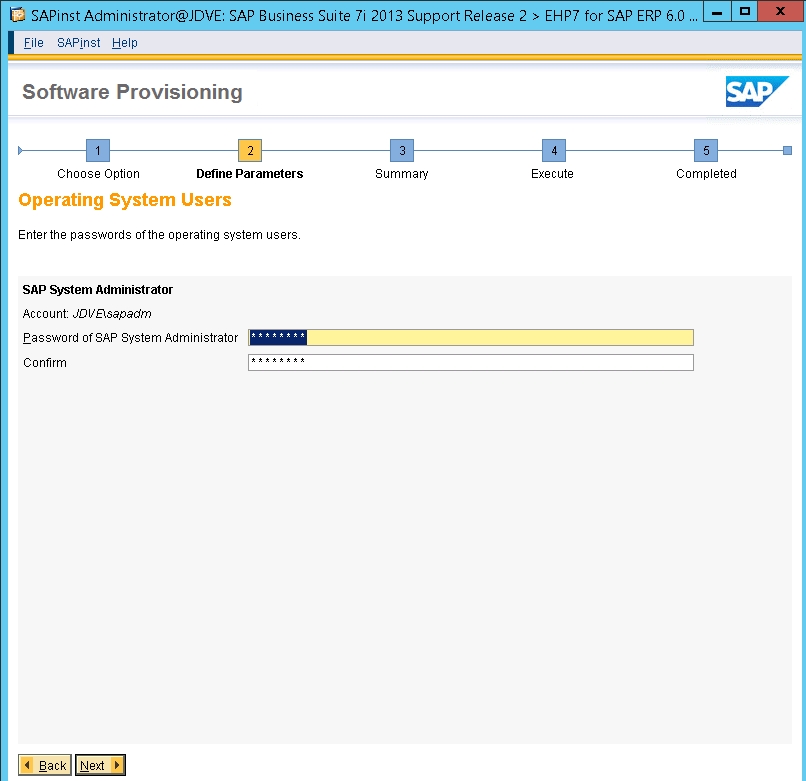 SAPinst Administrator@JDVE: SAP Business Suite 7i 2013 Support Release 2 > EHP7 for SAP ERP 6.0 ...
File SAPinst Help
Software Provisioning
SAP
1 2 3 4 5
Choose Option Define Parameters Summary Execute Completed
Operating System Users
Enter the passwords of the operating system users.
SAP System Administrator
Account: JDVE\sapadm
Password of SAP System Administrator ********
Confirm ********
Back Next